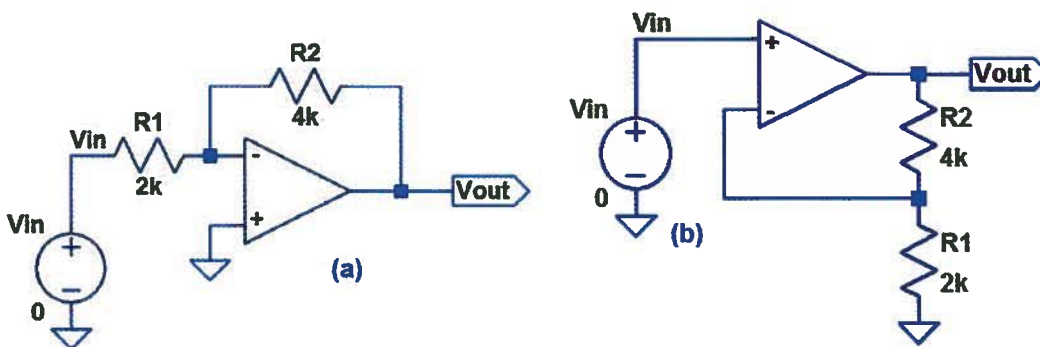 R2
4k
R1
Vin
2k
-
+
Vout
Vin
+
-
0
(a)
Vin
+
-
Vout
R2
4k
Vin
+
-
0
(b)
R1
2k